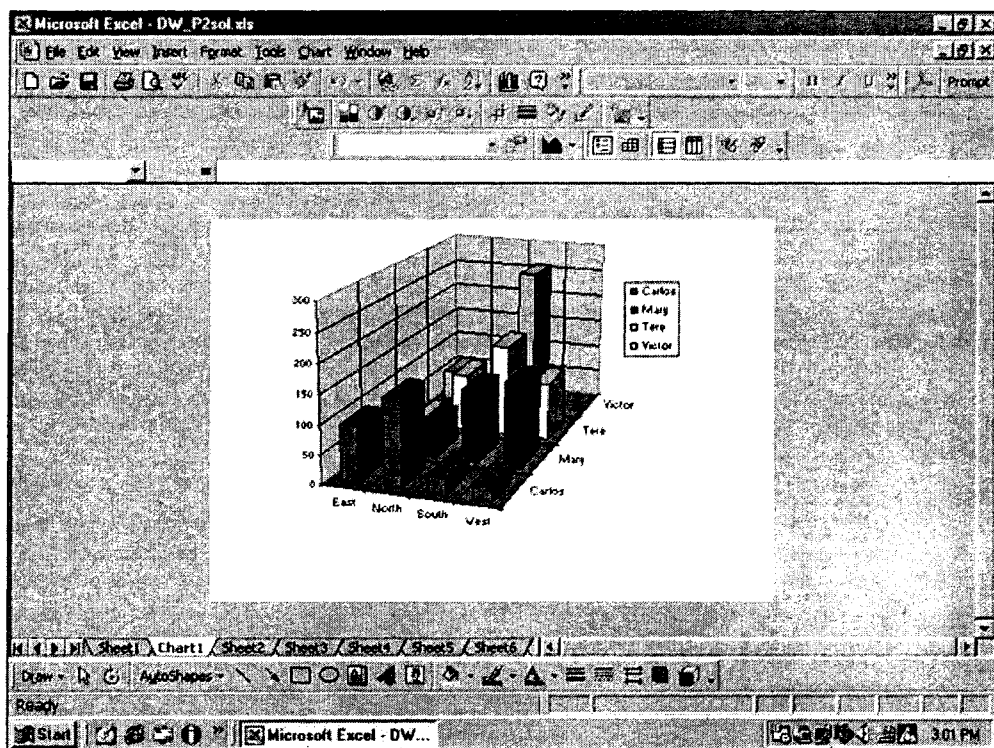 Microsoft Excel - DW_P2sol.xls
File Edit View Insert Format Tools Chart Window Help
Prompt
300
250
200
150
100
50
0
East North South West
Carlos
Mary
Tere
Victor
Carlos
Mary
Tere
Victor
Sheet1 Chart1 Sheet2 Sheet3 Sheet4 Sheet5 Sheet6
Draw AutoShapes
Ready
Start Microsoft Excel - DW... 3:01 PM